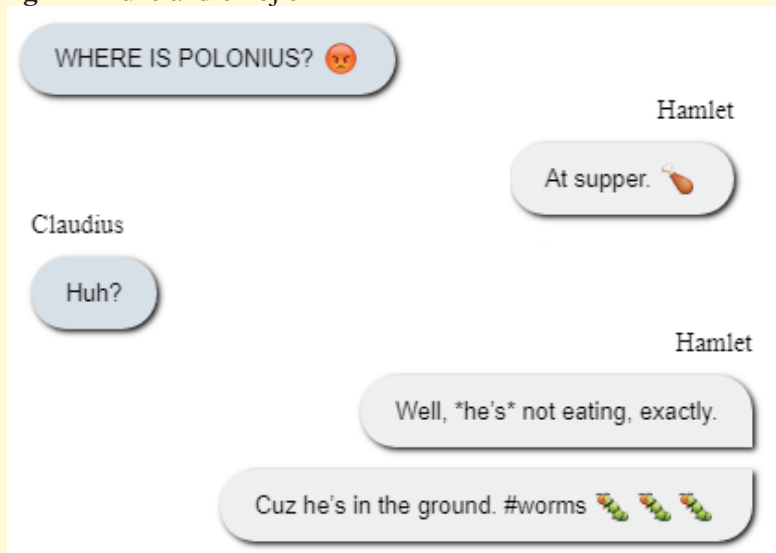 WHERE IS POLONIUS? 😡
Hamlet
At supper. 🍗
Claudius
Huh?
Hamlet
Well, *he's* not eating, exactly.
Cuz he's in the ground. #worms 🐛 🐛 🐛